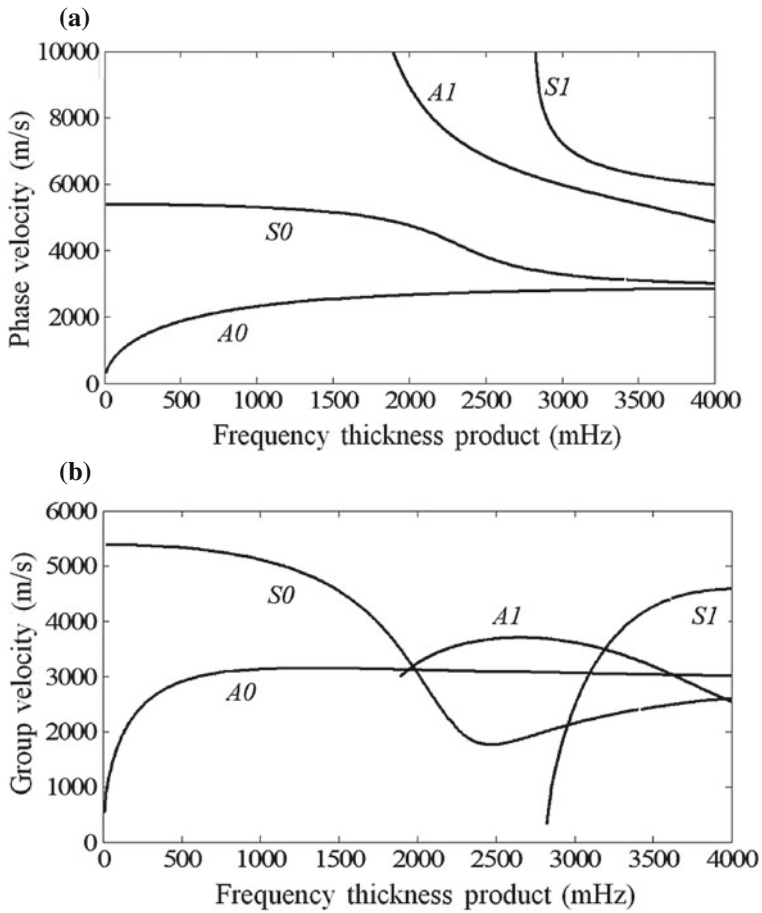 (a)
10000
8000
6000
4000
2000
0
Phase velocity (m/s)
A1
S1
S0
A0
0 500 1000 1500 2000 2500 3000 3500 4000
Frequency thickness product (mHz)
(b)
6000
5000
4000
3000
2000
1000
0
Group velocity (m/s)
S0
A1
S1
A0
0 500 1000 1500 2000 2500 3000 3500 4000
Frequency thickness product (mHz)